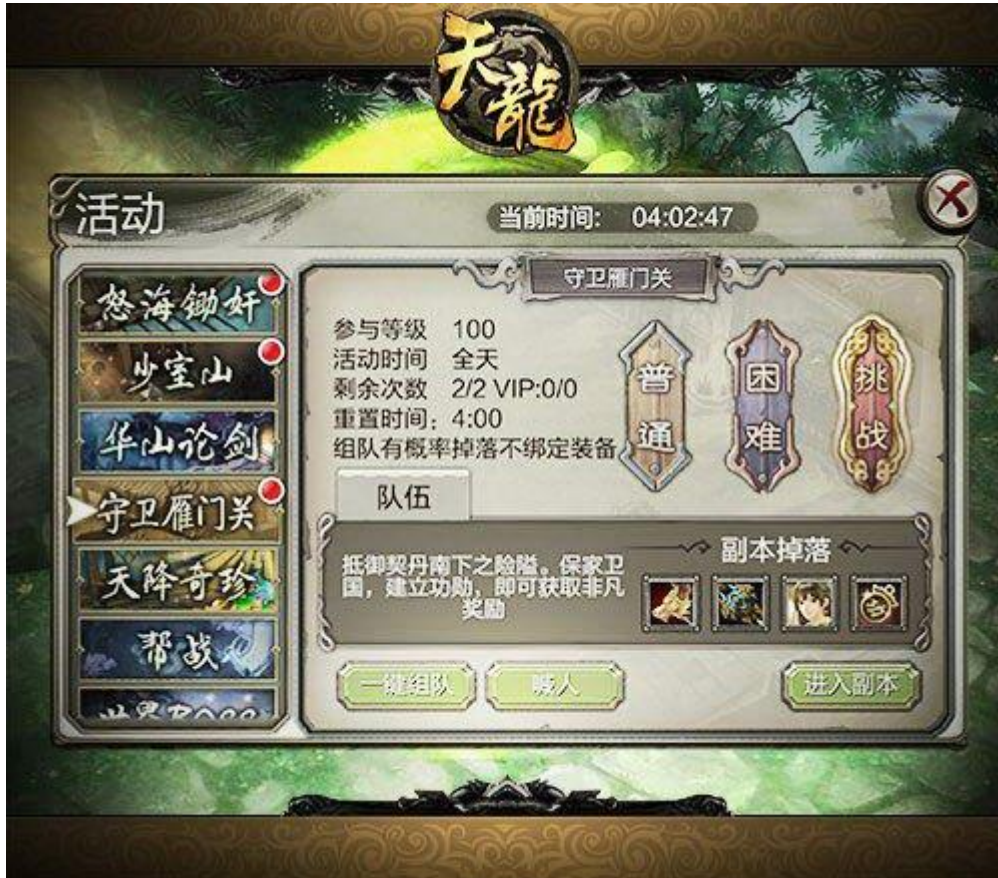 天龍
活动
当前时间: 04:02:47
怒海锄奸
少室山
华山论剑
守卫雁门关
天降奇珍
帮战
世界Boss
守卫雁门关
参与等级 100
活动时间 全天
剩余次数 2/2 VIP:0/0
重置时间: 4:00
组队有概率掉落不绑定装备
普通
困难
挑战
队伍
抵御契丹南下之险隘。保家卫
国，建立功勋，即可获取非凡
奖励
副本掉落
一键组队
喊人
进入副本